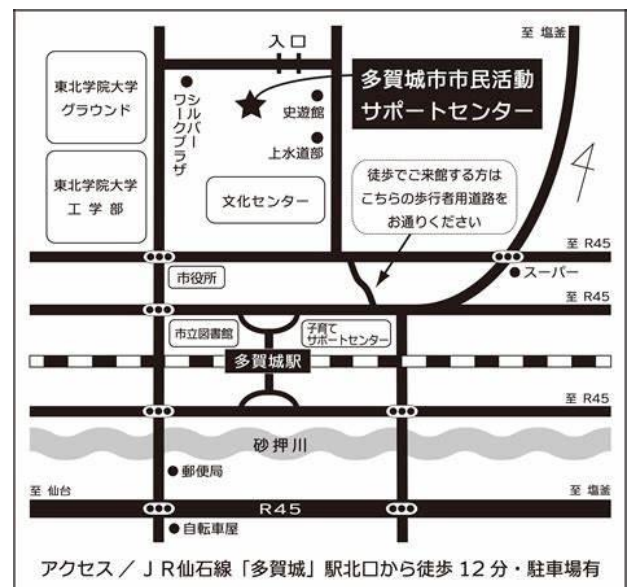 至 塩釜
入口
東北学院大学
グラウンド
シルバー
ワークプラザ
史遊館
上水道部
多賀城市市民活動
サポートセンター
東北学院大学
工学部
文化センター
徒歩でご来館する方は
こちらの歩行者用道路を
お通りください
至 R45
市役所
スーパー
至 R45
市立図書館
子育て
サポートセンター
多賀城駅
至 R45
砂押川
郵便局
至 仙台
R45
至 塩釜
自転車屋
アクセス / JR仙石線「多賀城」駅北口から徒歩 12 分・駐車場有